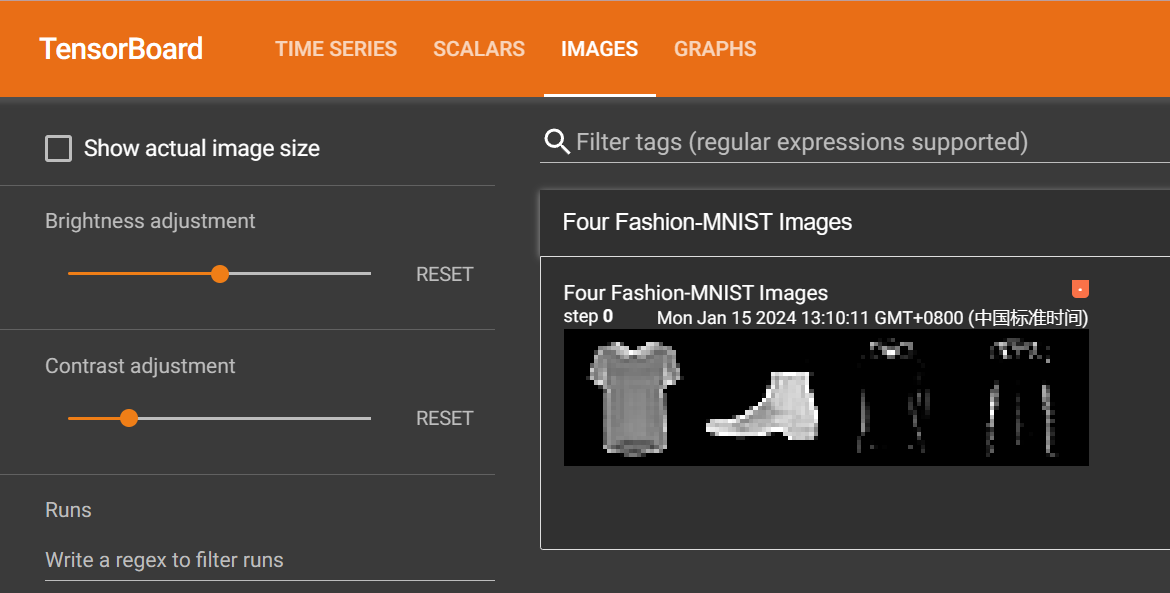 TensorBoard TIME SERIES SCALARS IMAGES GRAPHS
Show actual image size
Brightness adjustment
RESET
Contrast adjustment
RESET
Runs
Write a regex to filter runs
Filter tags (regular expressions supported)
Four Fashion-MNIST Images
Four Fashion-MNIST Images
.
step 0 Mon Jan 15 2024 13:10:11 GMT+0800 (中国标准时间)